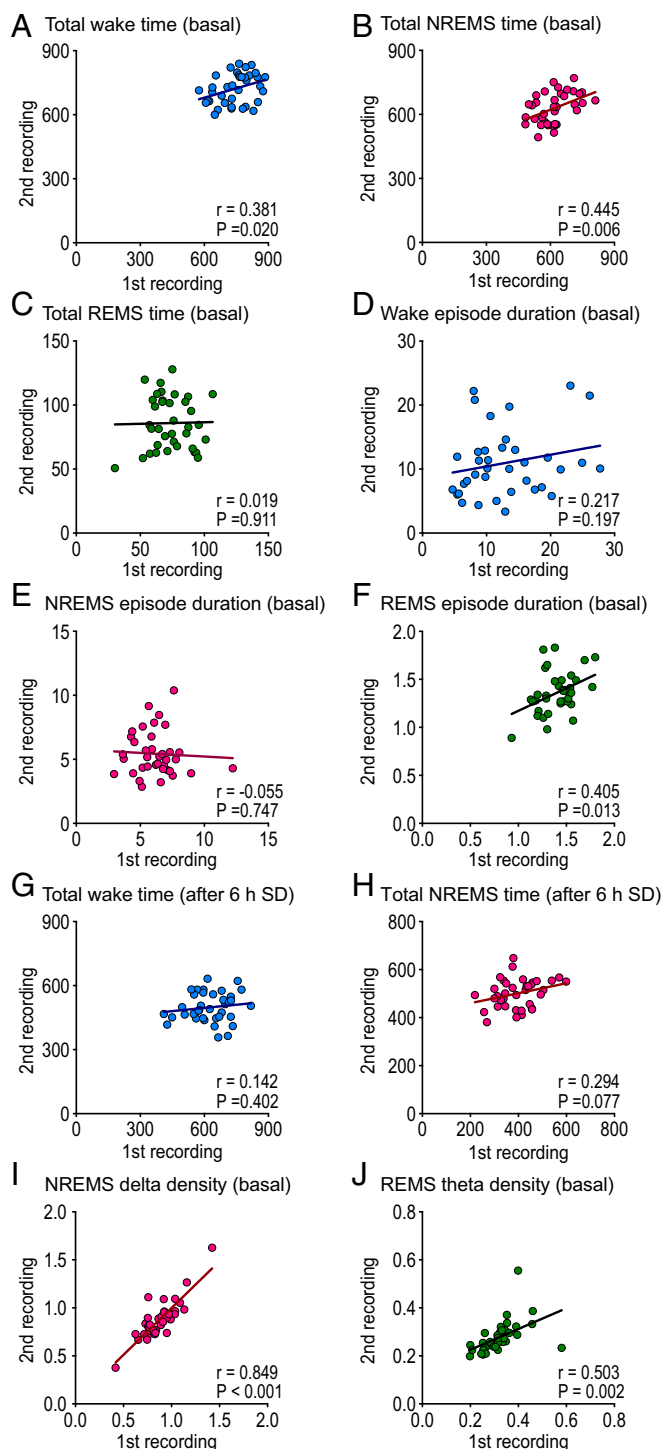 A Total wake time (basal)
900
600
300
0
2nd recording
0 300 600 900
1st recording
r = 0.381
P =0.020
B Total NREMS time (basal)
900
600
300
0
2nd recording
0 300 600 900
1st recording
r = 0.445
P =0.006
C Total REMS time (basal)
150
100
50
0
2nd recording
0 50 100 150
1st recording
r = 0.019
P =0.911
D Wake episode duration (basal)
30
20
10
0
2nd recording
0 10 20 30
1st recording
r = 0.217
P =0.197
E NREMS episode duration (basal)
15
10
5
0
2nd recording
0 5 10 15
1st recording
r = -0.055
P =0.747
F REMS episode duration (basal)
2.0
1.5
1.0
0.5
0.0
2nd recording
0.0 0.5 1.0 1.5 2.0
1st recording
r = 0.405
P =0.013
G Total wake time (after 6 h SD)
900
600
300
0
2nd recording
0 300 600 900
1st recording
r = 0.142
P =0.402
H Total NREMS time (after 6 h SD)
800
600
400
200
0
2nd recording
0 200 400 600 800
1st recording
r = 0.294
P =0.077
I NREMS delta density (basal)
2.0
1.5
1.0
0.5
0.0
2nd recording
0.0 0.5 1.0 1.5 2.0
1st recording
r = 0.849
P < 0.001
J REMS theta density (basal)
0.8
0.6
0.4
0.2
0.0
2nd recording
0.0 0.2 0.4 0.6 0.8
1st recording
r = 0.503
P = 0.002